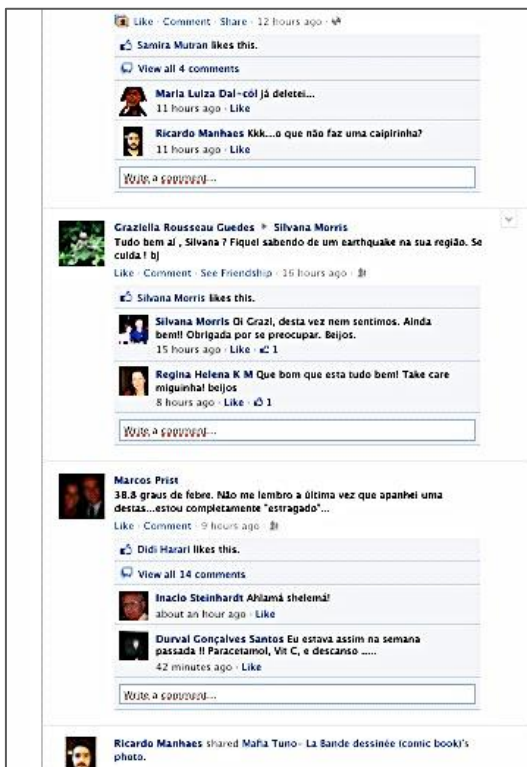 Like · Comment · Share · 12 hours ago ·
Samira Mutran likes this.
View all 4 comments
Maria Luiza Dal-cól já deletei...
11 hours ago · Like
Ricardo Manhaes Kkk...o que não faz uma caipirinha?
11 hours ago · Like
Write a comment...
Graziella Rousseau Guedes ▸ Silvana Morris
Tudo bem aí , Silvana ? Fiquei sabendo de um earthquake na sua região. Se
cuida ! bj
Like · Comment · See Friendship · 16 hours ago ·
Silvana Morris likes this.
Silvana Morris Oi Grazi, desta vez nem sentimos. Ainda
bem!! Obrigada por se preocupar. Beijos.
15 hours ago · Like · 1
Regina Helena K M Que bom que esta tudo bem! Take care
miguinha! beijos
8 hours ago · Like · 1
Write a comment...
Marcos Prist
38.8 graus de febre. Não me lembro a última vez que apanhei uma
destas...estou completamente "estragado"...
Like · Comment · 9 hours ago ·
Didi Harari likes this.
View all 14 comments
Inacio Steinhardt Ahlamá shelemá!
about an hour ago · Like
Durval Gonçalves Santos Eu estava assim na semana
passada !! Paracetamol, Vit C, e descanso .....
42 minutes ago · Like
Write a comment...
Ricardo Manhaes shared Mafia Tuno- La Bande dessinée (comic book)'s
photo.